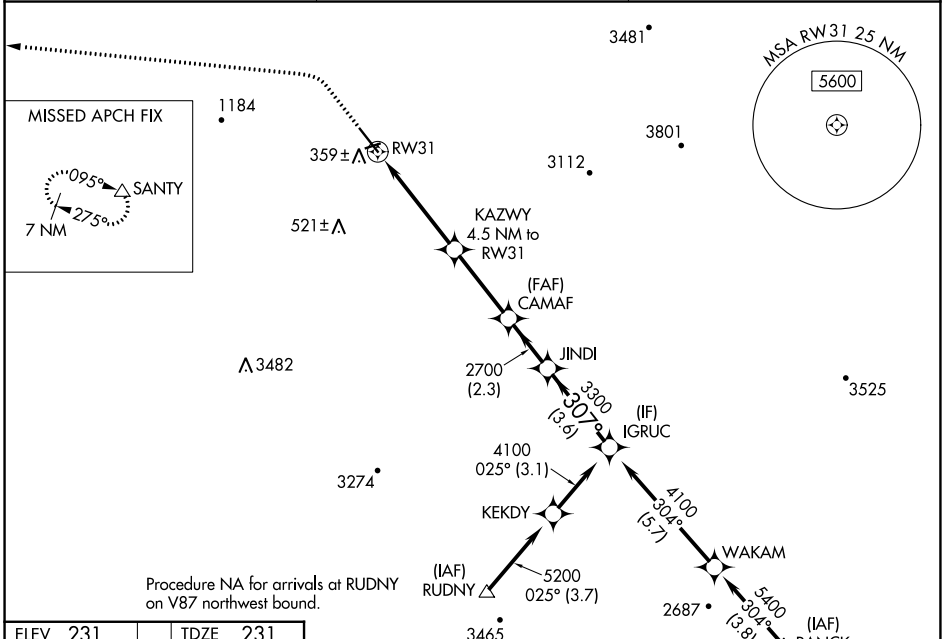 3481
MSA RW31 25 NM
5600
MISSED APCH FIX
095°
SANTY
275°
7 NM
1184
359±
RW31
3112
3801
521±
KAZWY
4.5 NM to
RW31
(FAF)
CAMAF
3482
2700
(2.3)
JINDI
3300
307°
(3.6)
(IF)
IGRUC
3525
3274
4100
025° (3.1)
KEKDY
4100
304°
(5.7)
WAKAM
(IAF)
RUDNY
5200
025° (3.7)
Procedure NA for arrivals at RUDNY
on V87 northwest bound.
2687
5400
304°
(3.8)
(IAF)
3465
ELEV 231
TDZE 231